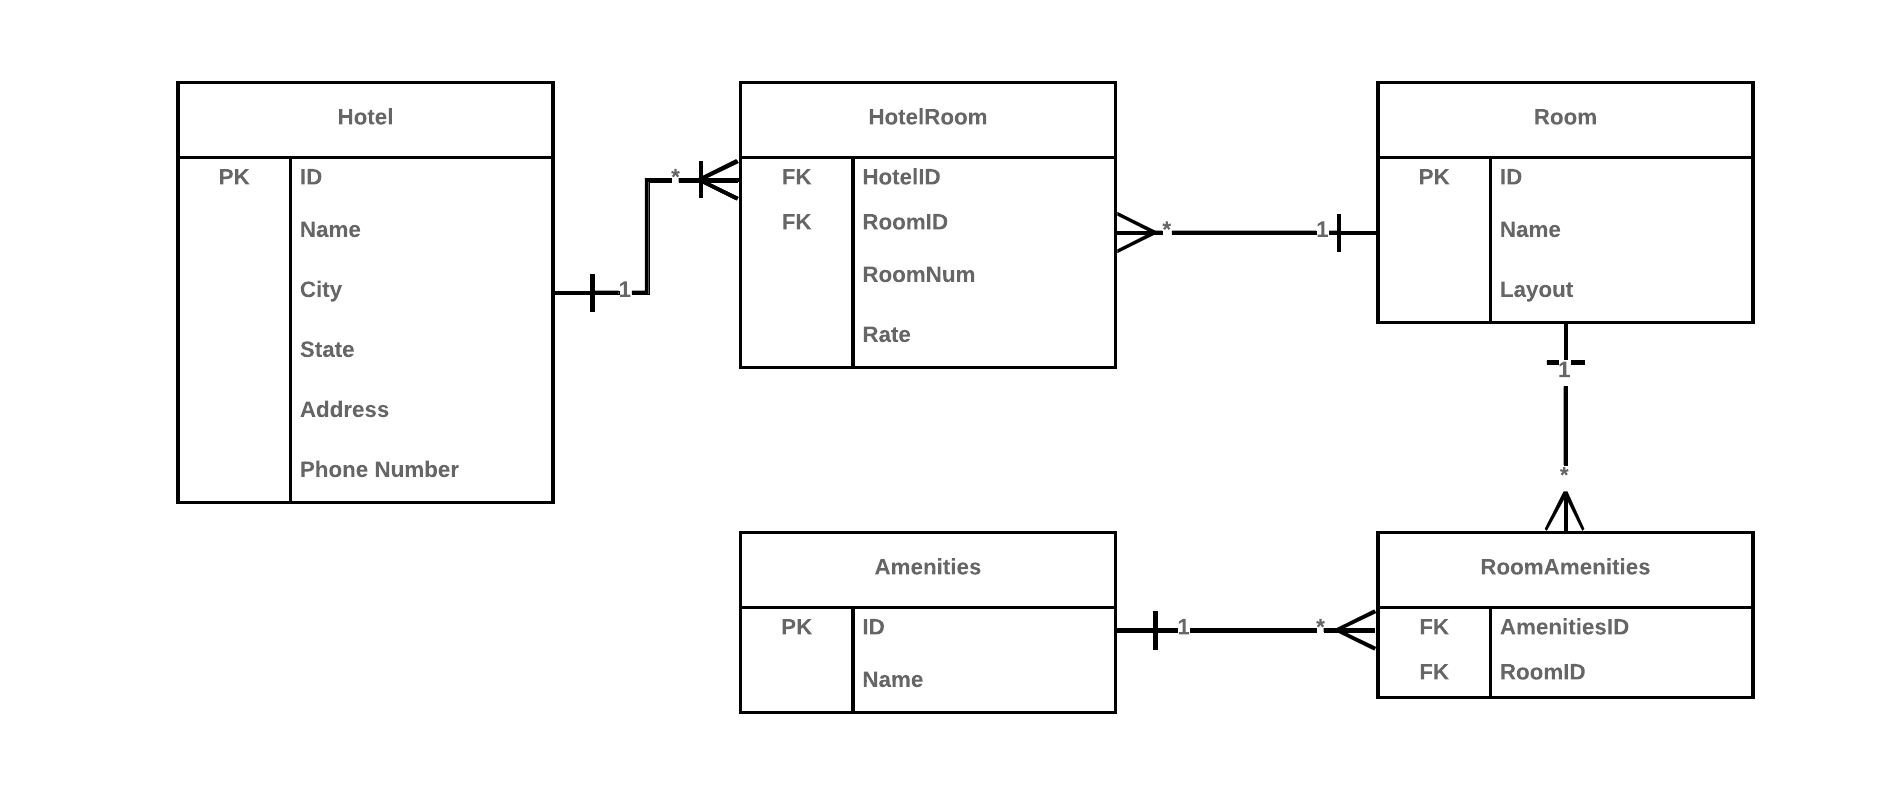 Hotel
PK ID
Name
City
State
Address
Phone Number
1
*
HotelRoom
FK HotelID
FK RoomID
RoomNum
Rate
*
1
Room
PK ID
Name
Layout
1
*
Amenities
PK ID
Name
1
*
RoomAmenities
FK AmenitiesID
FK RoomID